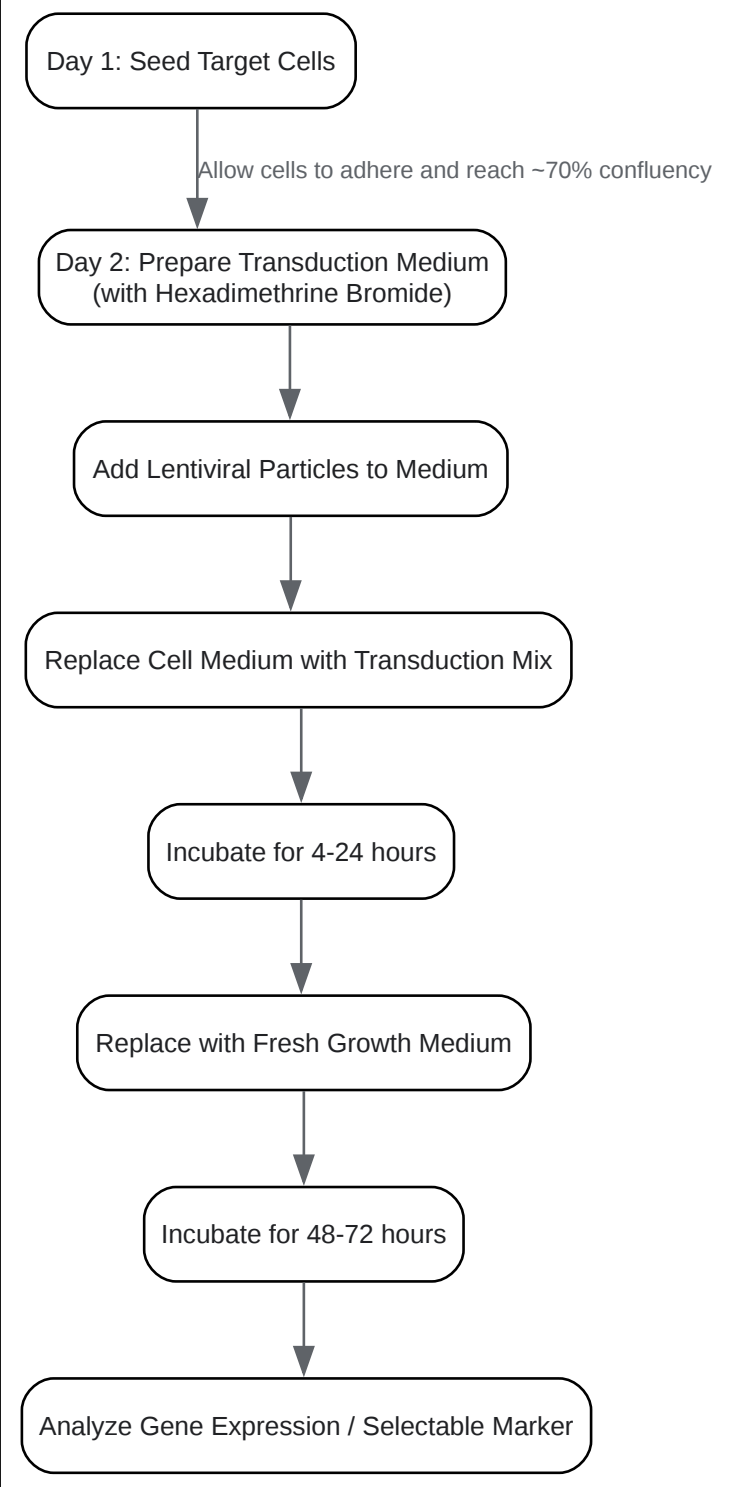 Day 1: Seed Target Cells
Allow cells to adhere and reach ~70% confluency
Day 2: Prepare Transduction Medium
(with Hexadimethrine Bromide)
Add Lentiviral Particles to Medium
Replace Cell Medium with Transduction Mix
Incubate for 4-24 hours
Replace with Fresh Growth Medium
Incubate for 48-72 hours
Analyze Gene Expression / Selectable Marker